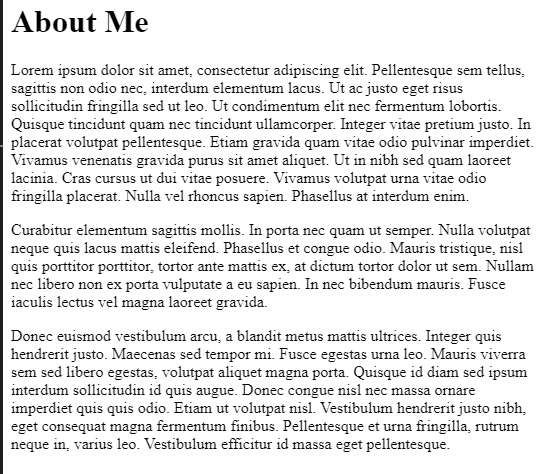 About Me
Lorem ipsum dolor sit amet, consectetur adipiscing elit. Pellentesque sem tellus,
sagittis non odio nec, interdum elementum lacus. Ut ac justo eget risus
sollicitudin fringilla sed ut leo. Ut condimentum elit nec fermentum lobortis.
Quisque tincidunt quam nec tincidunt ullamcorper. Integer vitae pretium justo. In
placerat volutpat pellentesque. Etiam gravida quam vitae odio pulvinar imperdiet.
Vivamus venenatis gravida purus sit amet aliquet. Ut in nibh sed quam laoreet
lacinia. Cras cursus ut dui vitae posuere. Vivamus volutpat urna vitae odio
fringilla placerat. Nulla vel rhoncus sapien. Phasellus at interdum enim.
Curabitur elementum sagittis mollis. In porta nec quam ut semper. Nulla volutpat
neque quis lacus mattis eleifend. Phasellus et congue odio. Mauris tristique, nisl
quis porttitor porttitor, tortor ante mattis ex, at dictum tortor dolor ut sem. Nullam
nec libero non ex porta vulputate a eu sapien. In nec bibendum mauris. Fusce
iaculis lectus vel magna laoreet gravida.
Donec euismod vestibulum arcu, a blandit metus mattis ultrices. Integer quis
hendrerit justo. Maecenas sed tempor mi. Fusce egestas urna leo. Mauris viverra
sem sed libero egestas, volutpat aliquet magna porta. Quisque id diam sed ipsum
interdum sollicitudin id quis augue. Donec congue nisl nec massa ornare
imperdiet quis quis odio. Etiam ut volutpat nisl. Vestibulum hendrerit justo nibh,
eget consequat magna fermentum finibus. Pellentesque et urna fringilla, rutrum
neque in, varius leo. Vestibulum efficitur id massa eget pellentesque.